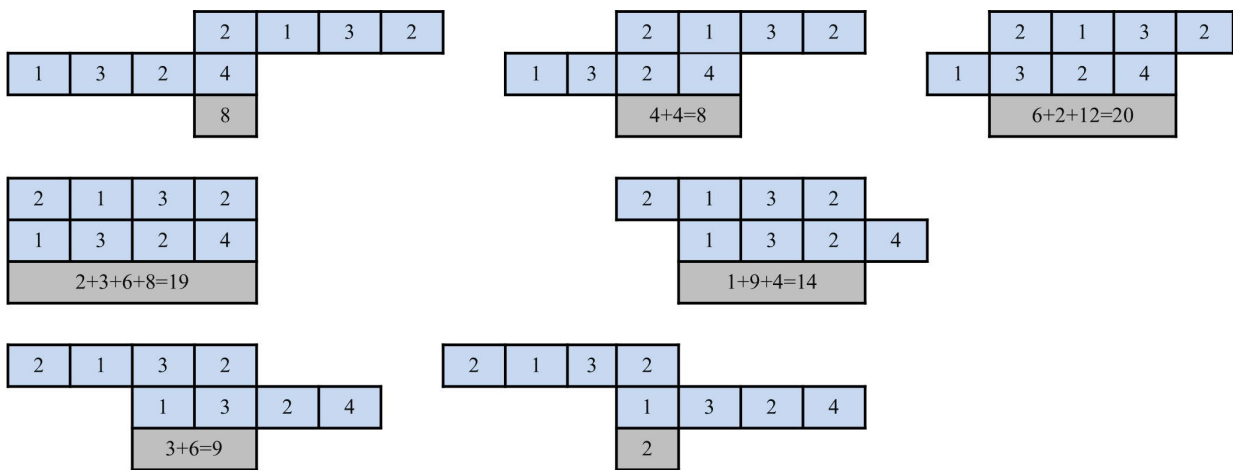 2 1 3 2 2 1 3 2 2 1 3 2
1 3 2 4 1 3 2 4 1 3 2 4
8 4+4=8 6+2+12=20
2 1 3 2 2 1 3 2
1 3 2 4 1 3 2 4
2+3+6+8=19 1+9+4=14
2 1 3 2 2 1 3 2
1 3 2 4 1 3 2 4
3+6=9 2